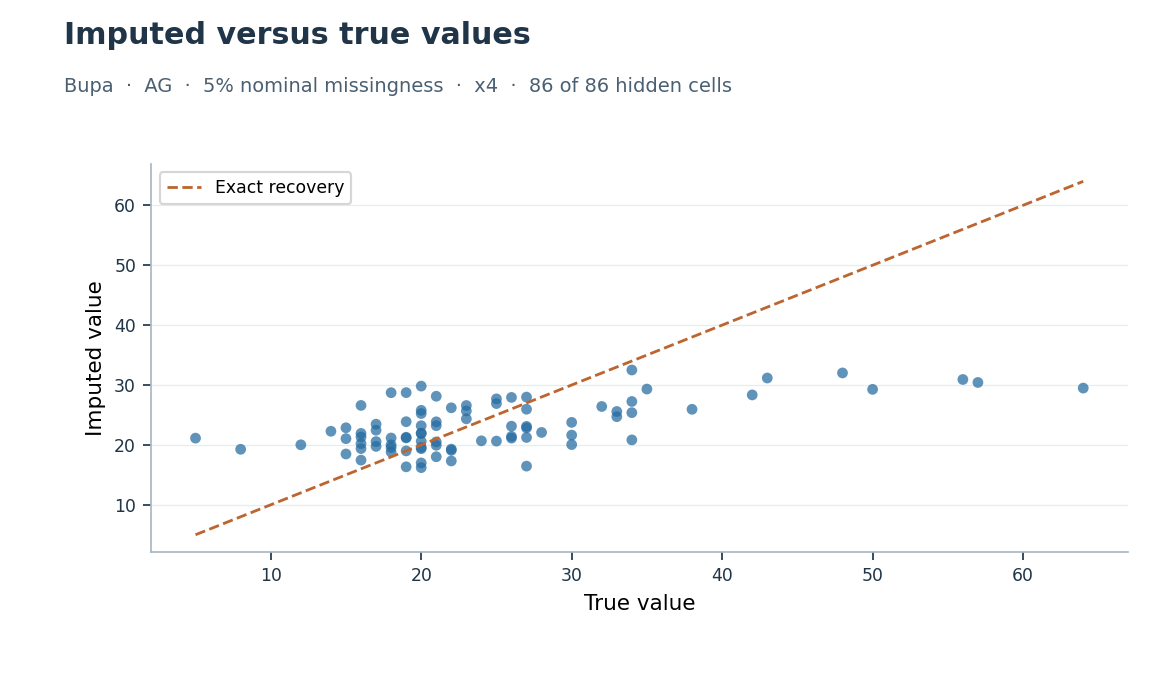 Imputed versus true values
Bupa · AG · 5% nominal missingness · x4 · 86 of 86 hidden cells
Exact recovery
60
50
40
30
20
10
Imputed value
10 20 30 40 50 60
True value